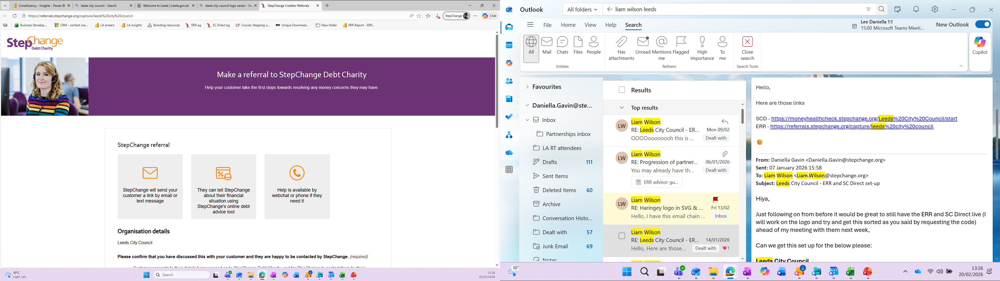 Constituency - Insights - Power BI
leeds city council - Search
Welcome to Leeds | Leeds.gov.uk
leeds city council logo vector - Sea
StepChange Creditor Referrals
https://referrals.stepchange.org/capture/leeds%20city%20council
StepChange
Chat
Business Develop...
CRM - contact ma...
LA arrears
LA insights
Branding resources
ERR eg
SC Direct eg
Course: Stepping u...
Unique Download...
New folder
ERR Report - ERR...
StepChange
Debt Charity
Make a referral to StepChange Debt Charity
Help your customer take the first steps towards resolving any money concerns they may have.
StepChange referral
StepChange will send your
customer a link by email or
text message
They can tell StepChange
about their financial
situation using
StepChange's online debt
advice tool
Help is available by
webchat or phone if they
need it
Organisation details
Leeds City Council
Please confirm that you have discussed this with your customer and they are happy to be contacted by StepChange. (required)
10°C
Light rain
Search
13:26
20/02/2026
Outlook
All folders
liam wilson leeds
File
Home
View
Help
Search
Lee Daniella 1:1
15:00 Microsoft Teams Meeti...
New Outlook
All
Mail
Chats
Files
People
Entities
Has
attachments
Unread
Mentions
me
Flagged
High
importance
To
me
Refiners
Close
search
Search Tools
Copilot
Favourites
Daniella.Gavin@ste...
Inbox
Partnerships inbox
LA RT attendees
Drafts 111
Sent Items
Deleted Items 60
Archive
Conversation Histo...
Dealt with 57
Junk Email 69
Notes
Results
Top results
LW
Liam Wilson
RE: Leeds City Council - ER... Mon 09/02
OOOOoooooooh this is ... Dealt with
LW
Liam Wilson
RE: Progression of partner... 06/01/2026
You may already have th... Dealt with
ERR advisor gu...
LW
Liam Wilson
RE: Haringey logo in SVG & ... Fri 13/02
Hello, I have this email chain ... Inbox
Liam Wilson
RE: Leeds City Council - ER... 14/01/2026
Hello, Here are those... Dealt with 1
Hello,
Here are those links
SCD - https://moneyhealthcheck.stepchange.org/Leeds%20City%20Council/start
ERR - https://referrals.stepchange.org/capture/leeds%20city%20council
From: Daniella Gavin <Daniella.Gavin@stepchange.org>
Sent: 07 January 2026 15:58
To: Liam Wilson <Liam.Wilson@stepchange.org>
Subject: Leeds City Council - ERR and SC Direct set-up
Hiya,
Just following on from before it would be great to still have the ERR and SC Direct live (I
will work on the logo and try and get this sorted as you said by requesting the code)
ahead of my meeting with them next week,
Can we get this set up for the below please:
Leeds City Council
10°
13:26
20/02/2026